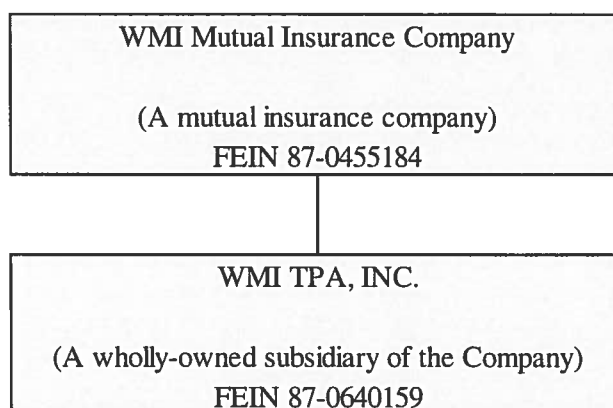 WMI Mutual Insurance Company
(A mutual insurance company)
FEIN 87-0455184
WMI TPA, INC.
(A wholly-owned subsidiary of the Company)
FEIN 87-0640159